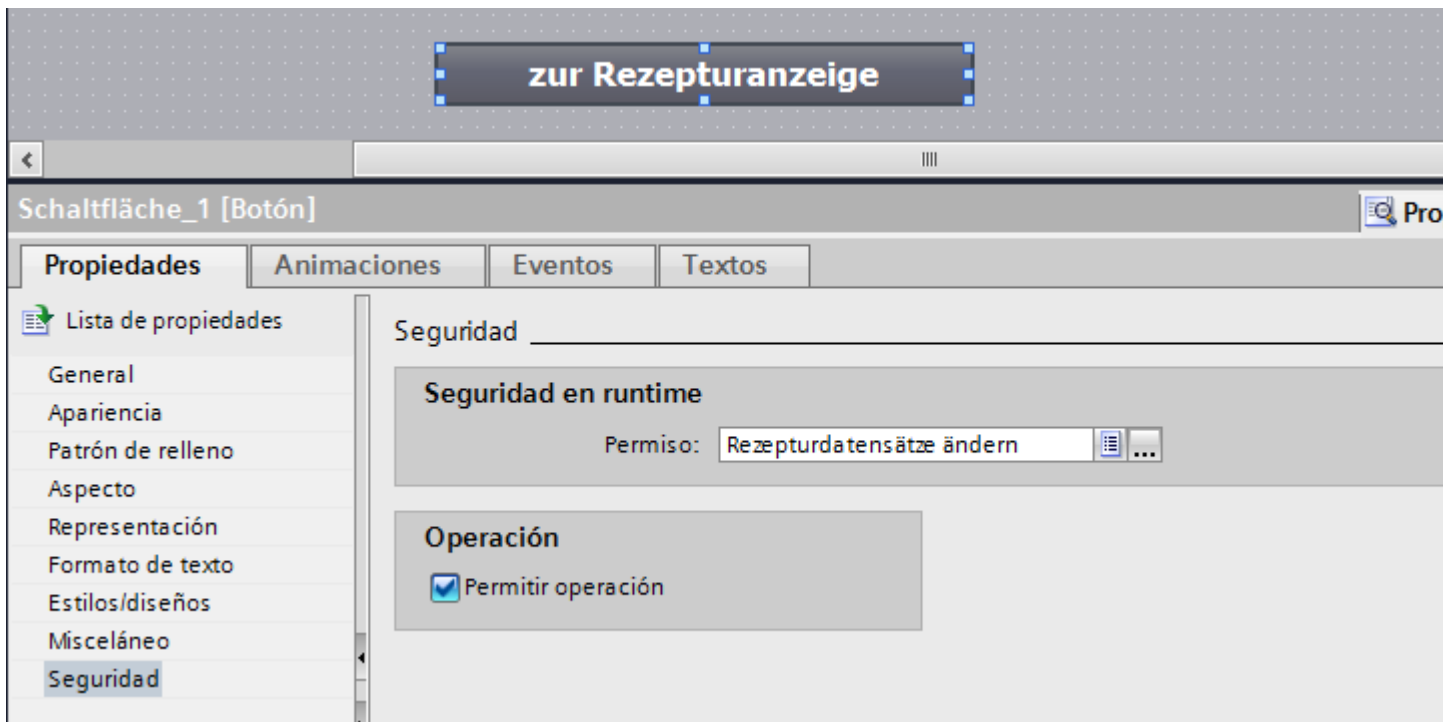 zur Rezepturanzeige
Schaltfläche_1 [Botón]
Pro
Propiedades Animaciones Eventos Textos
Lista de propiedades
General
Apariencia
Patrón de relleno
Aspecto
Representación
Formato de texto
Estilos/diseños
Misceláneo
Seguridad
Seguridad
Seguridad en runtime
Permiso: Rezepturdatensätze ändern ...
Operación
Permitir operación